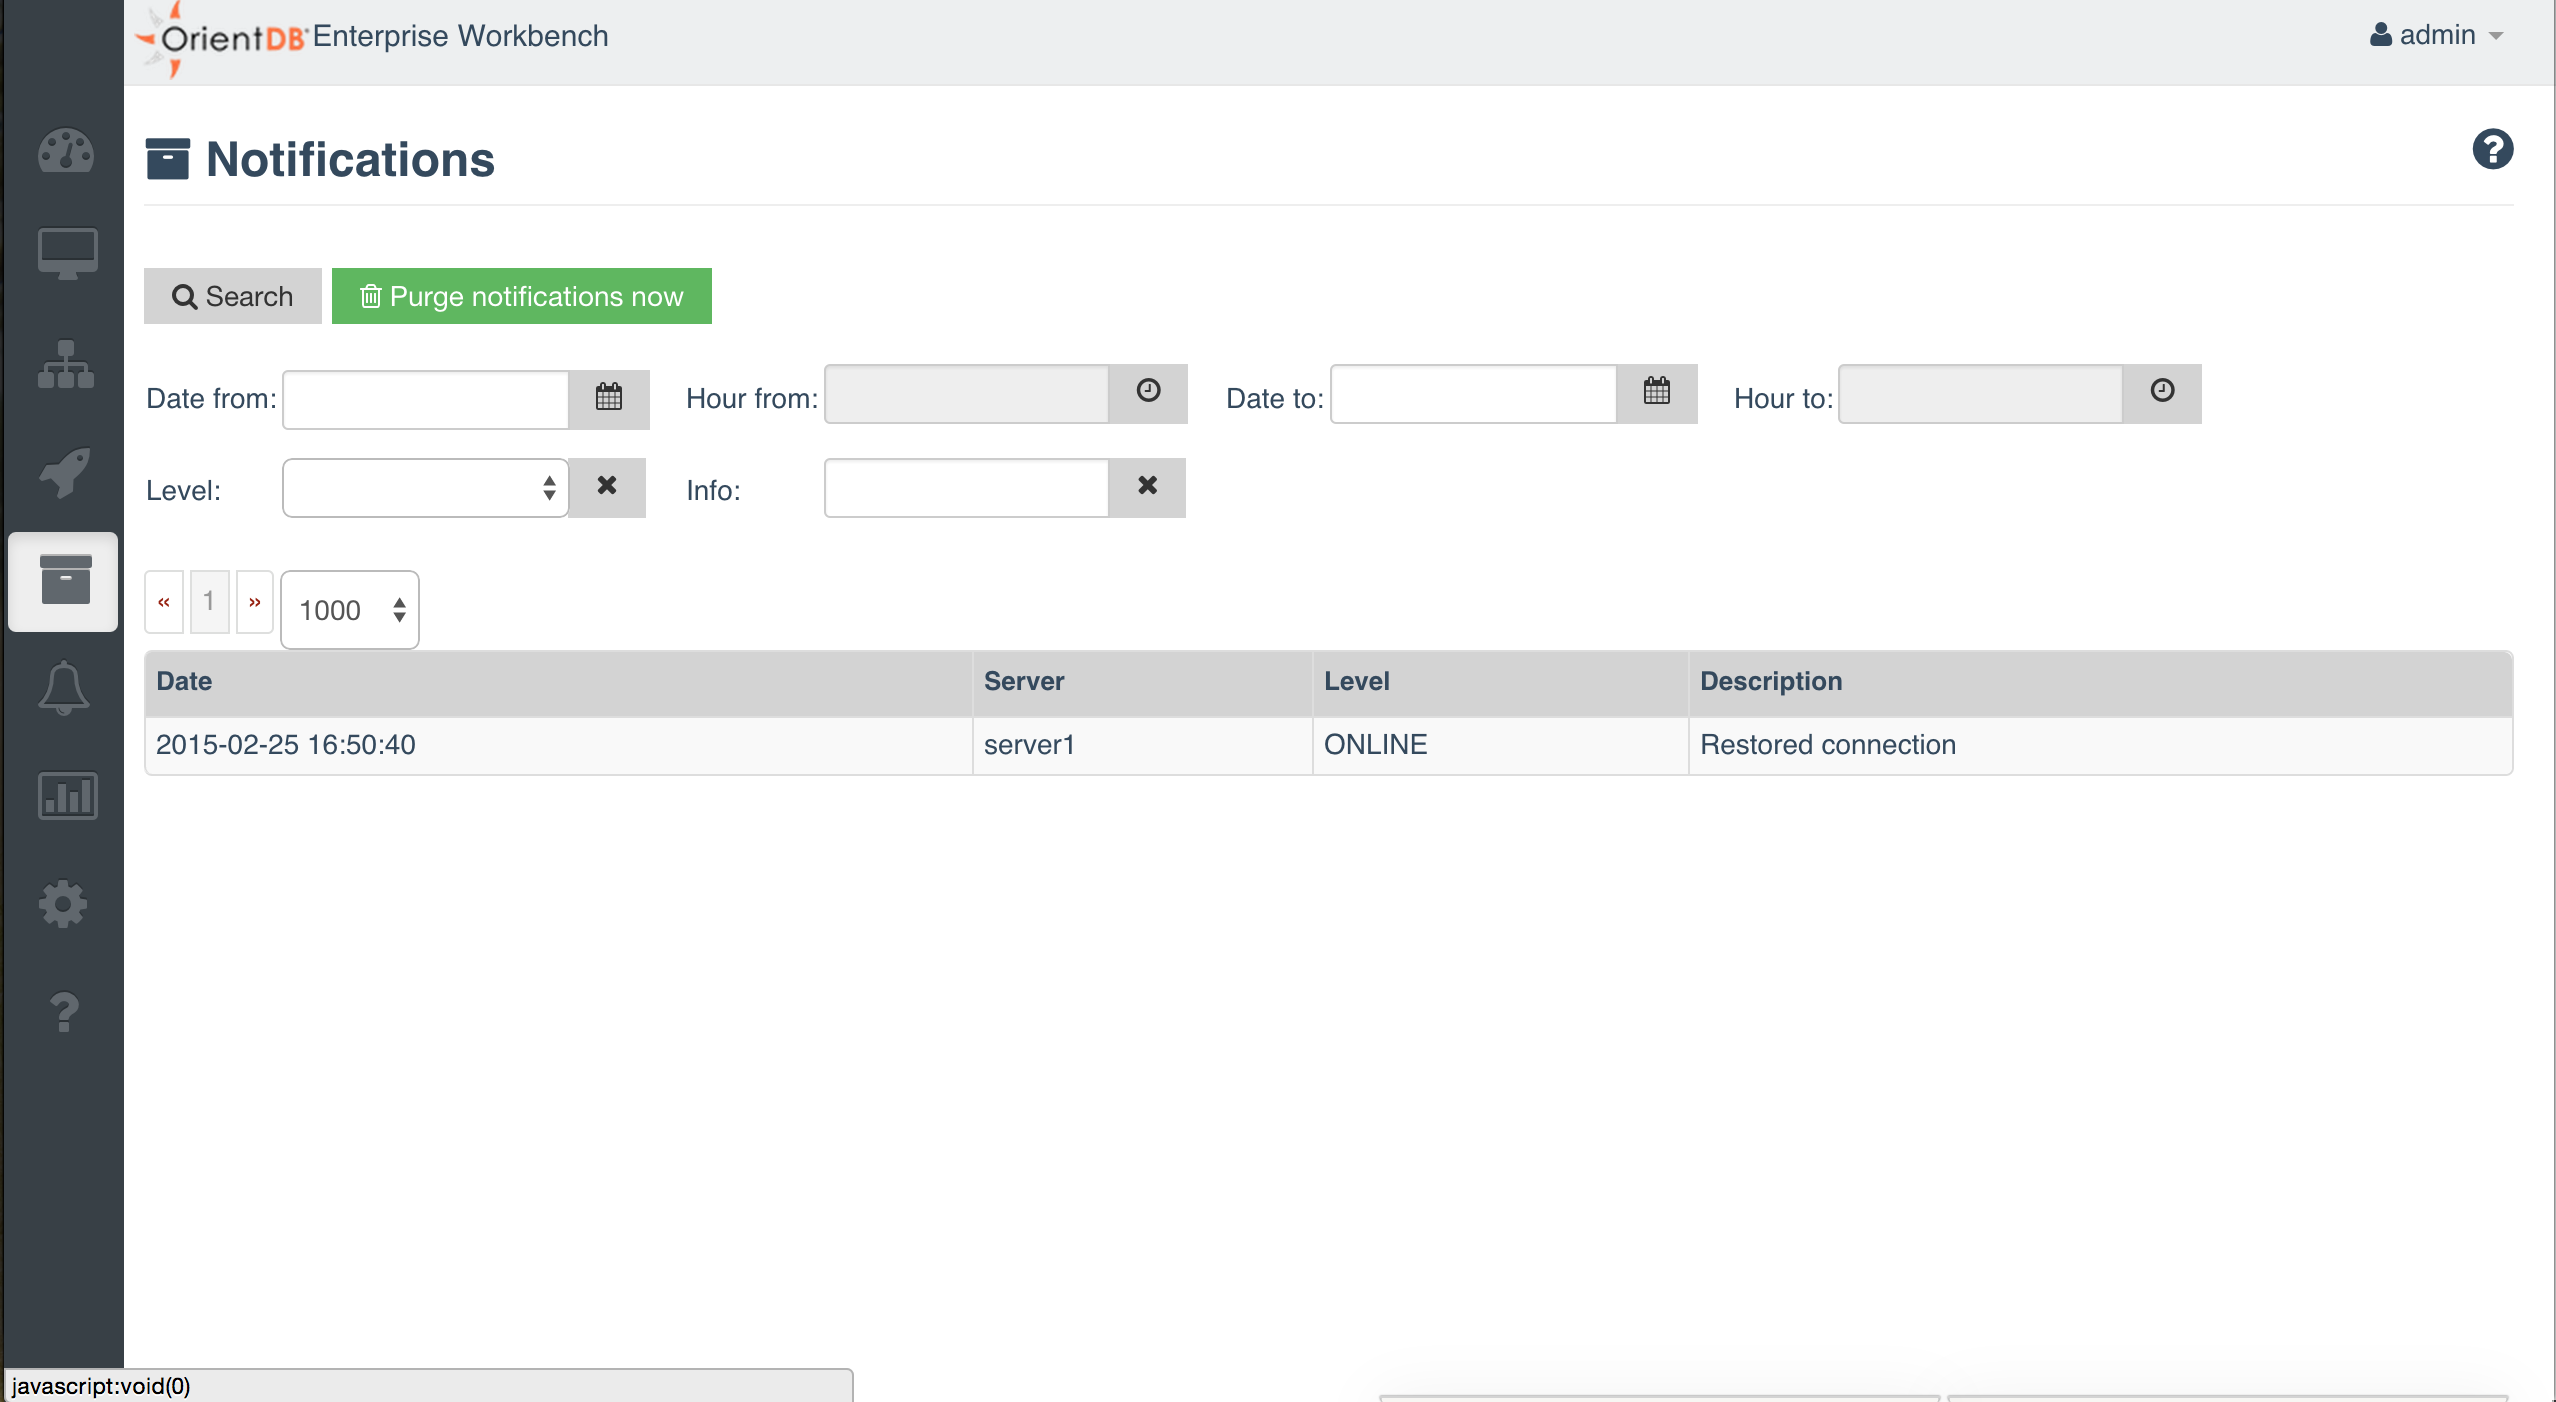 OrientDB Enterprise Workbench
admin
Notifications
Search
Purge notifications now
Date from:
Hour from:
Date to:
Hour to:
Level:
Info:
« 1 » 1000
Date Server Level Description
2015-02-25 16:50:40 server1 ONLINE Restored connection
javascript:void(0)